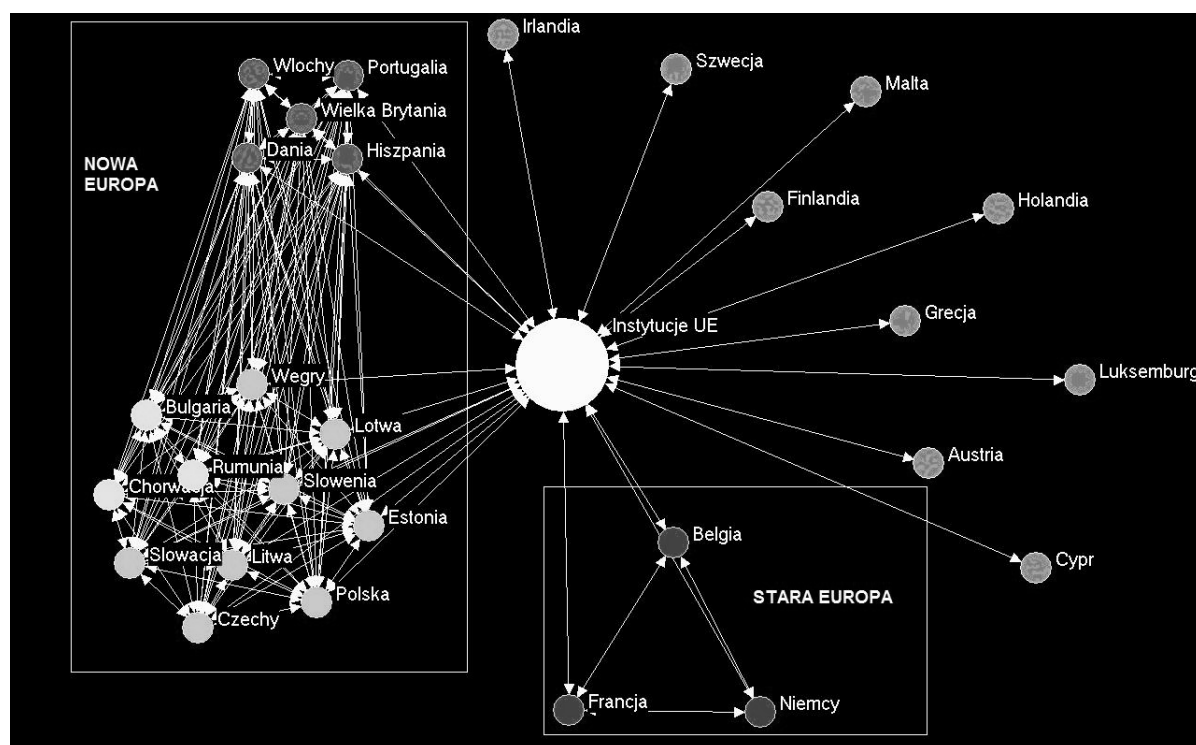 Irlandia
Szwecja
Malta
Wlochy
Portugalia
Wielka Brytania
Dania
Hiszpania
NOWA
EUROPA
Finlandia
Holandia
Grecja
Instytucje UE
Luksemburg
Wegry
Bulgaria
Lotwa
Rumunia
Slowenia
Chorwacja
Austria
Estonia
Belgia
Slowacja
Litwa
Cypr
Polska
STARA EUROPA
Czechy
Francja
Niemcy